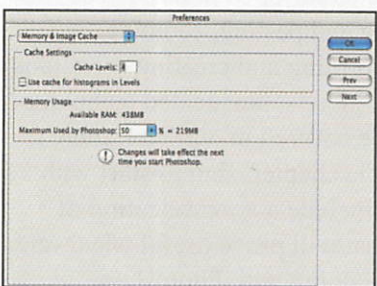 Preferences
Memory & Image Cache
Cache Settings
Cache Levels: 4
Use cache for histograms in Levels
Memory Usage
Available RAM: 438MB
Maximum Used by Photoshop: 50 % = 219MB
Changes will take effect the next
time you start Photoshop.
OK
Cancel
Prev
Next